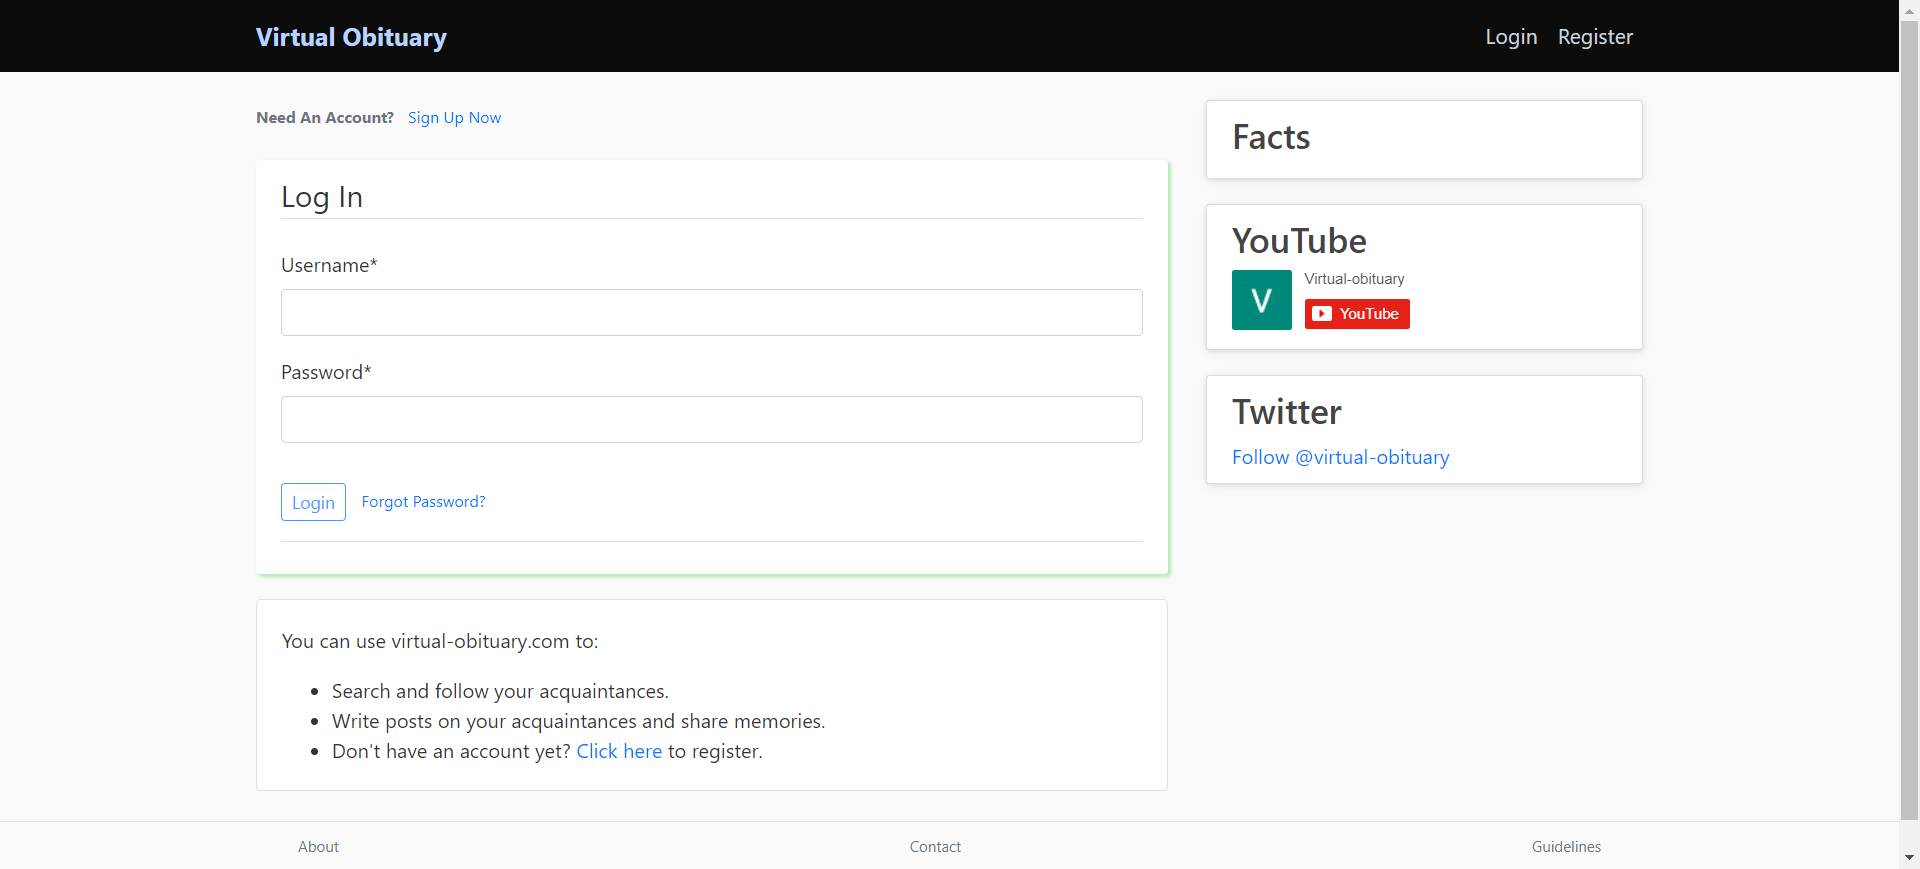 Virtual Obituary
Login Register
Need An Account? Sign Up Now
Log In
Username*
Password*
Login Forgot Password?
You can use virtual-obituary.com to:
• Search and follow your acquaintances.
• Write posts on your acquaintances and share memories.
• Don't have an account yet? Click here to register.
Facts
YouTube
V
Virtual-obituary
YouTube
Twitter
Follow @virtual-obituary
About Contact Guidelines